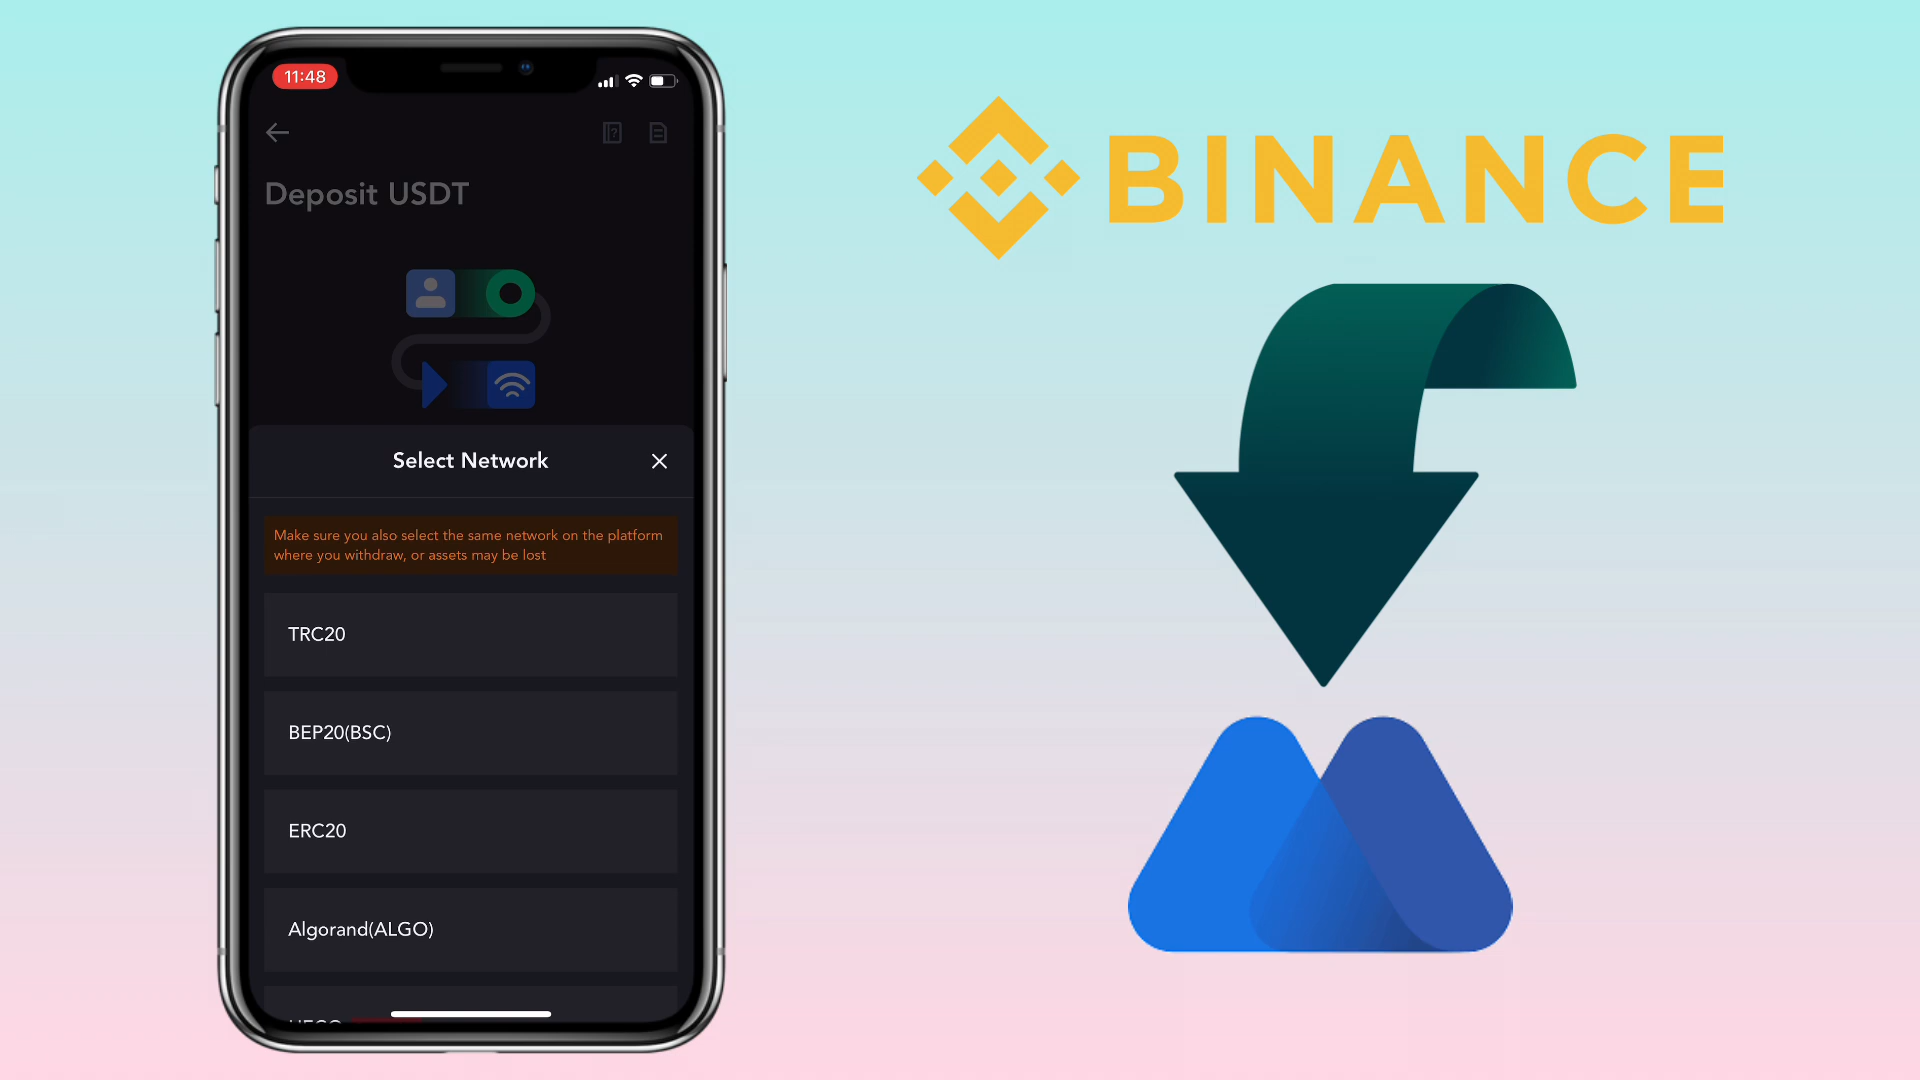 11:48
Deposit USDT
Select Network
Make sure you also select the same network on the platform
where you withdraw, or assets may be lost
TRC20
BEP20(BSC)
ERC20
Algorand(ALGO)
BINANCE